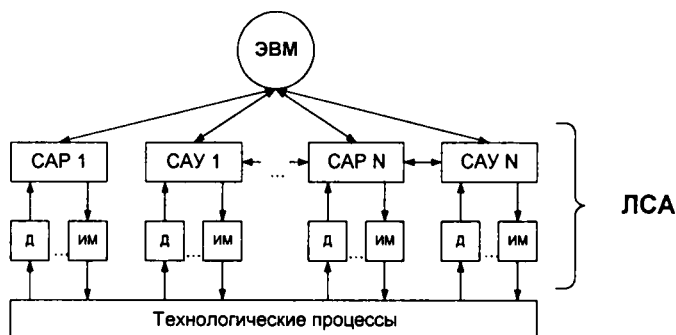 ЭВМ
САР 1
САУ 1
...
САР N
САУ N
ЛСА
Д
...
ИМ
Д
...
ИМ
Д
...
ИМ
Д
...
ИМ
Технологические процессы